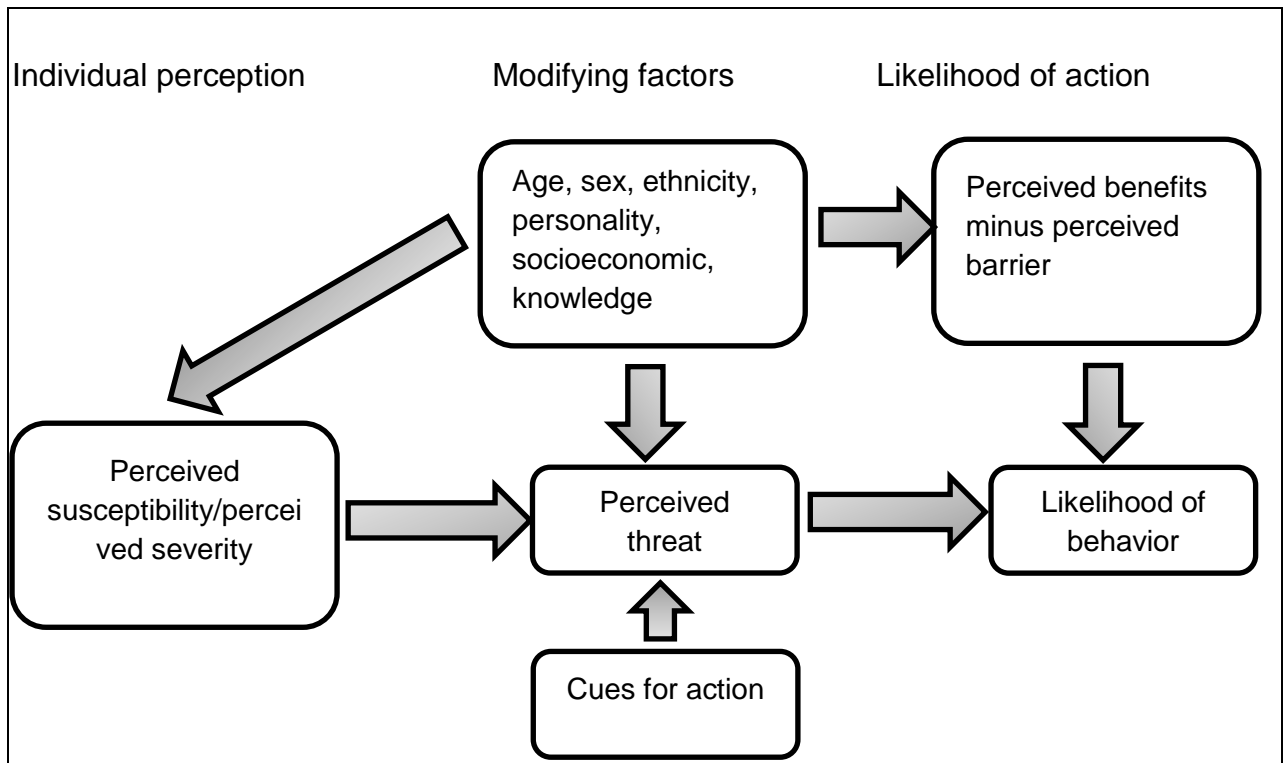 Individual perception
Modifying factors
Likelihood of action
Age, sex, ethnicity,
personality,
socioeconomic,
knowledge
Perceived benefits
minus perceived
barrier
Perceived
susceptibility/percei
ved severity
Perceived
threat
Likelihood of
behavior
Cues for action